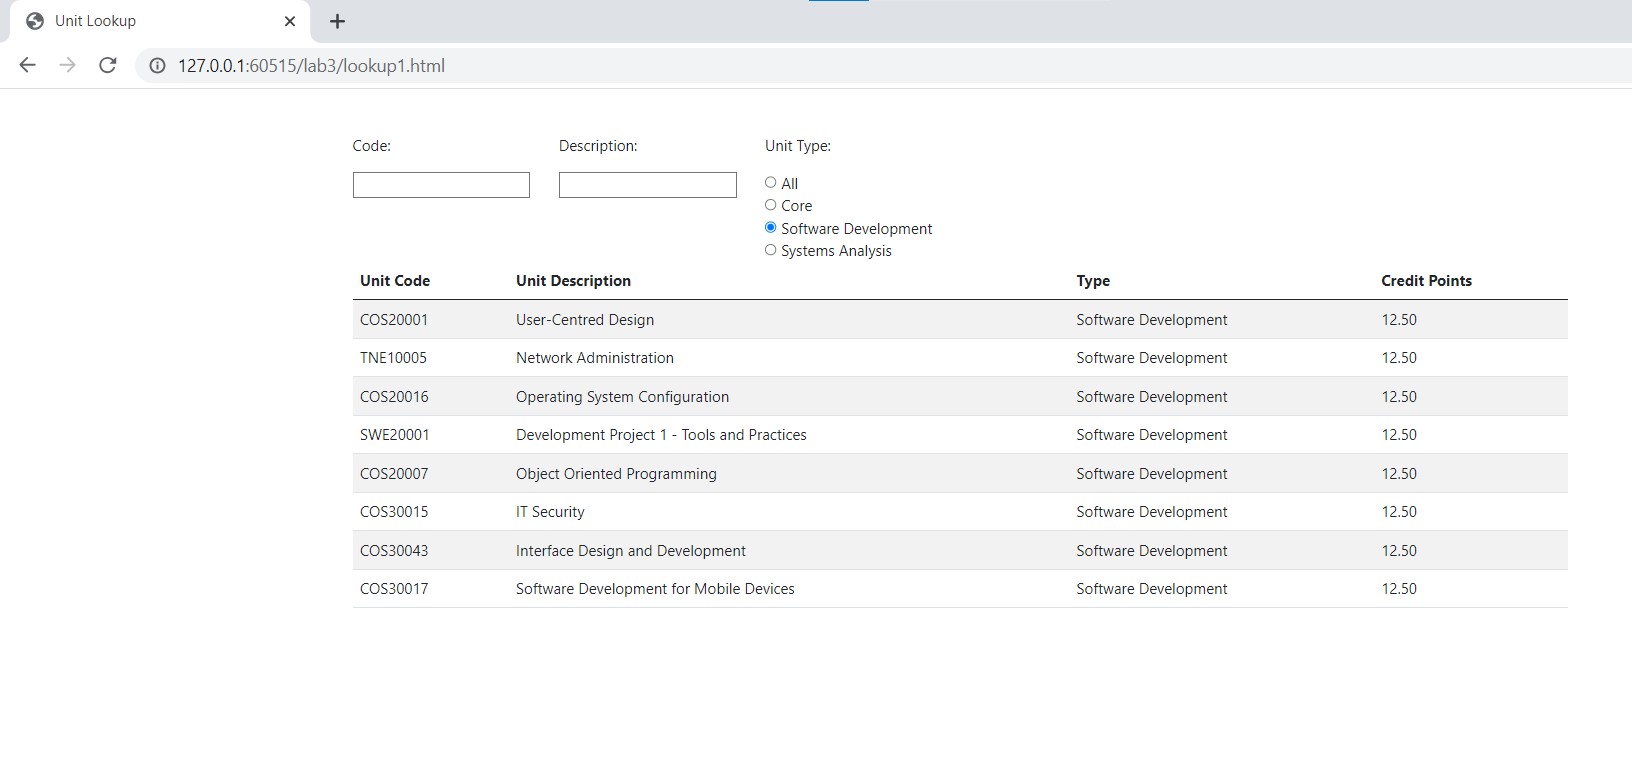 Unit Lookup
127.0.0.1:60515/lab3/lookup1.html
Code: Description: Unit Type:
All
Core
Software Development
Systems Analysis
Unit Code Unit Description Type Credit Points
COS20001 User-Centred Design Software Development 12.50
TNE10005 Network Administration Software Development 12.50
COS20016 Operating System Configuration Software Development 12.50
SWE20001 Development Project 1 - Tools and Practices Software Development 12.50
COS20007 Object Oriented Programming Software Development 12.50
COS30015 IT Security Software Development 12.50
COS30043 Interface Design and Development Software Development 12.50
COS30017 Software Development for Mobile Devices Software Development 12.50